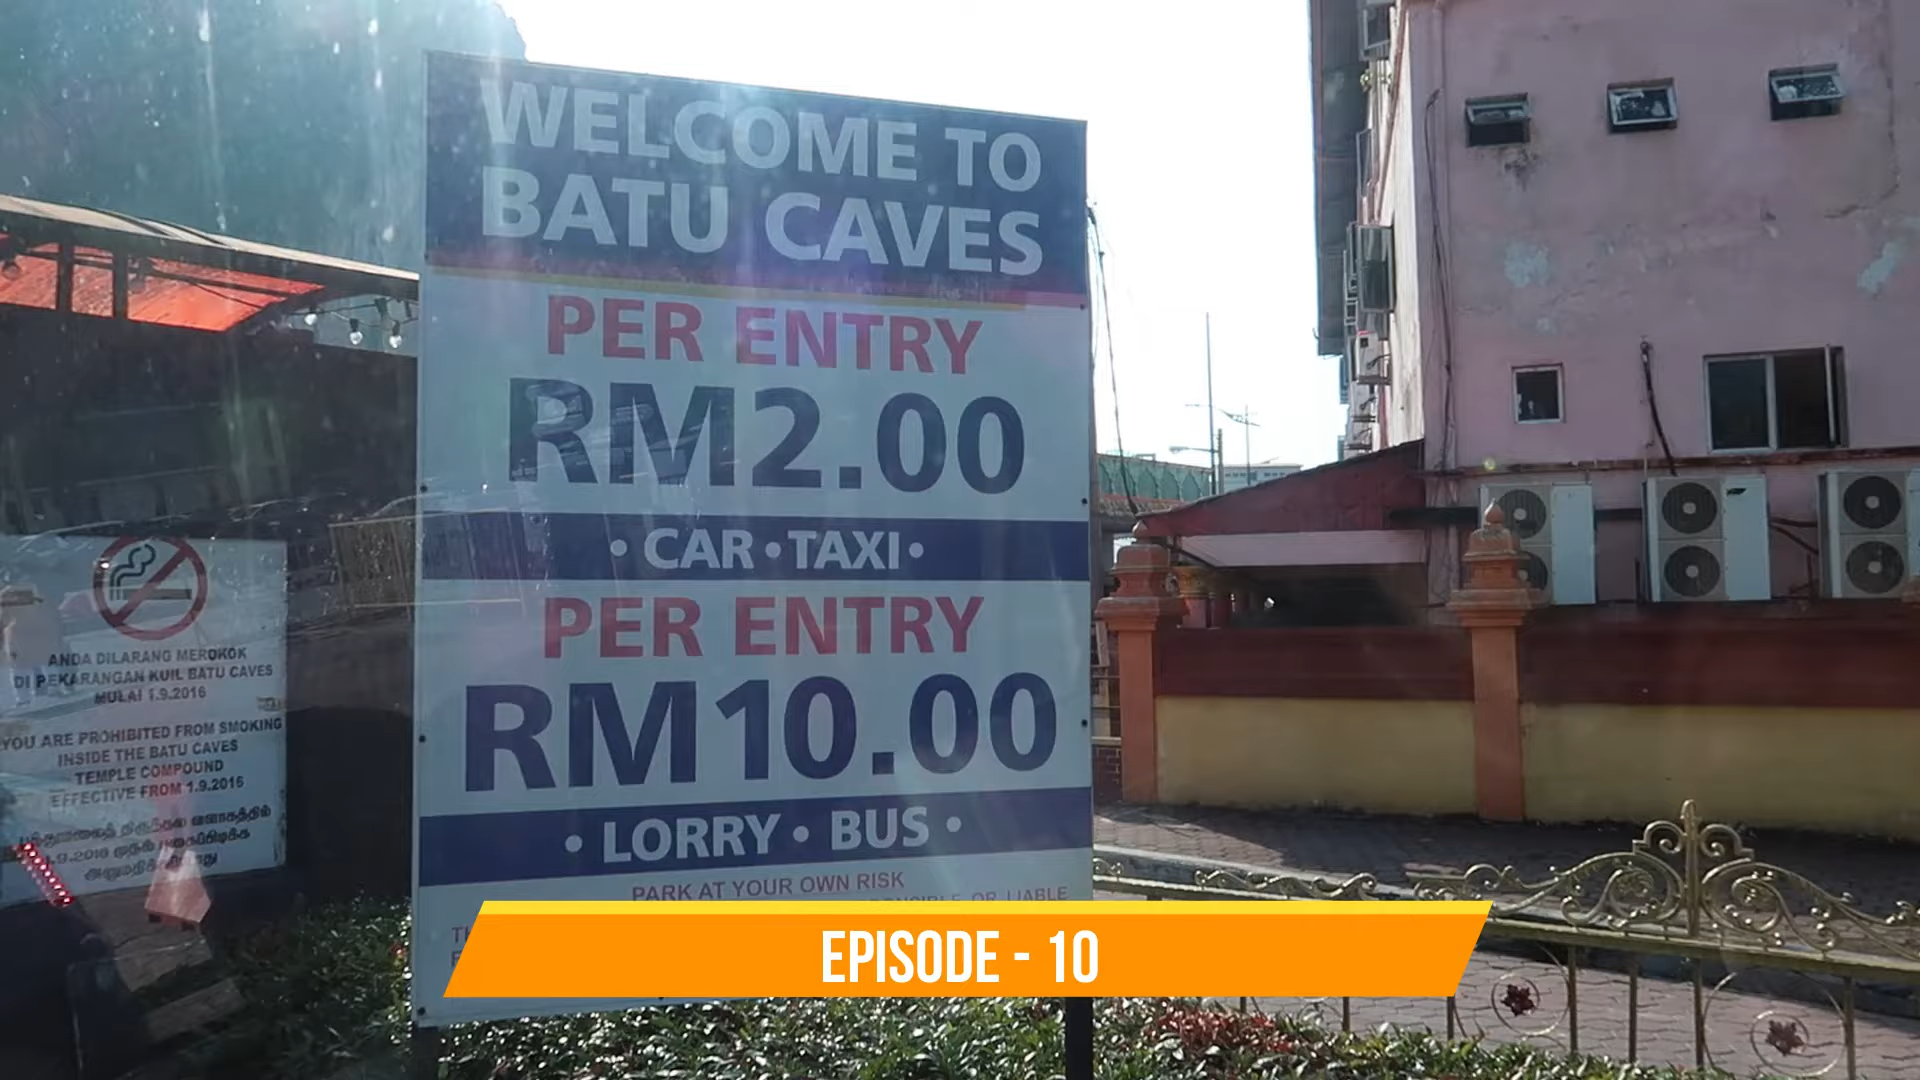 WELCOME TO
BATU CAVES
PER ENTRY
RM2.00
• CAR • TAXI •
PER ENTRY
RM10.00
• LORRY • BUS •
PARK AT YOUR OWN RISK
OR LIABLE
ANDA DILARANG MEROKOK
DI PEKARANGAN KUIL BATU CAVES
MULAI 1.9.2016
YOU ARE PROHIBITED FROM SMOKING
INSIDE THE BATU CAVES
TEMPLE COMPOUND
EFFECTIVE FROM 1.9.2016
EPISODE - 10